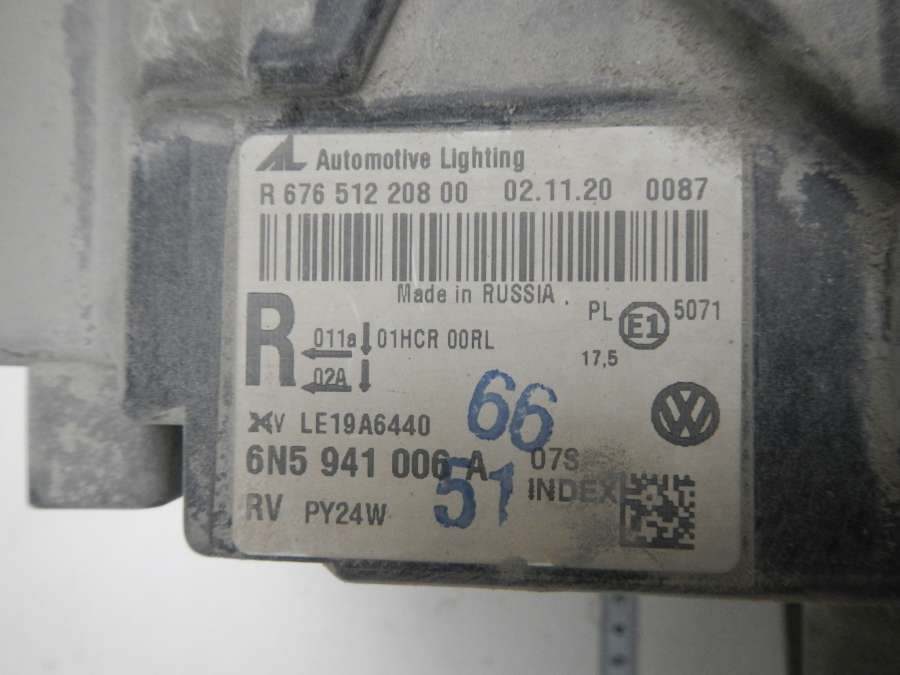 AL Automotive Lighting
R 676 512 208 00 02.11.20 0087
Made in RUSSIA
PL E1 5071
17,5
R 011a 01HCR 00RL
02A
LE19A6440
66
6N5 941 006 A 07S
51
INDEX
RV PY24W